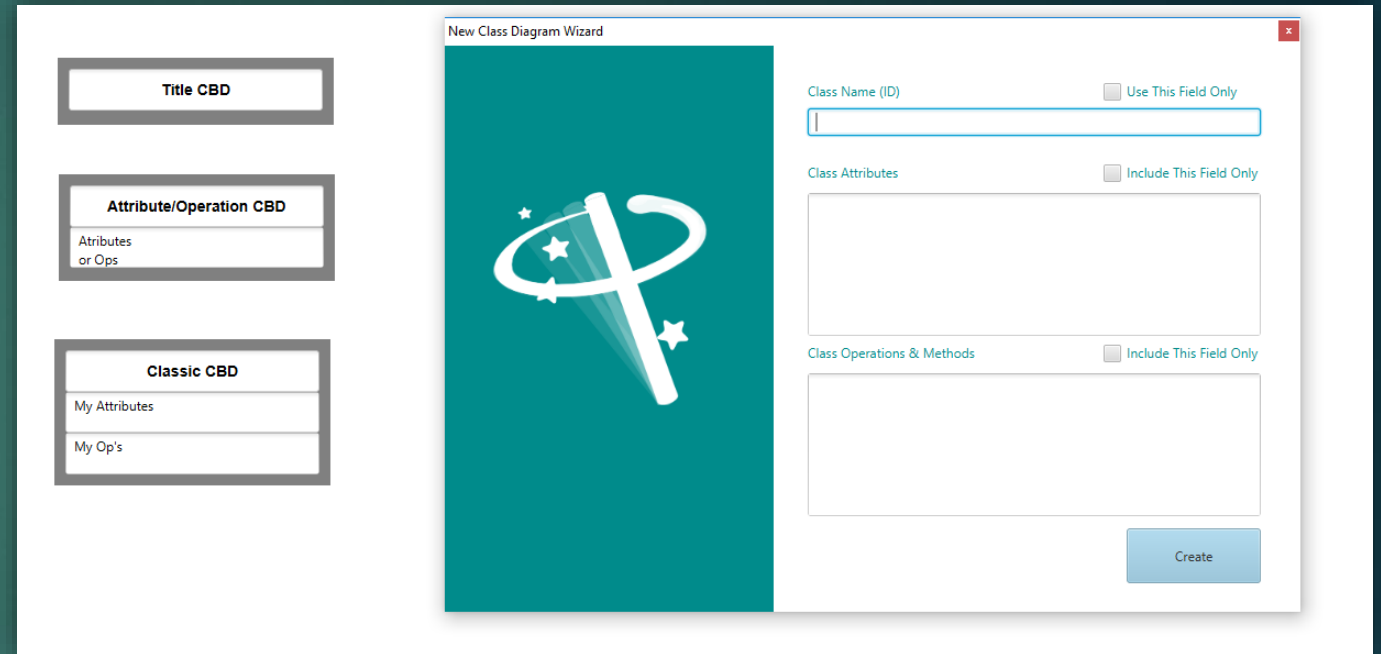 Title CBD
Attribute/Operation CBD
Atributes
or Ops
Classic CBD
My Attributes
My Op's
New Class Diagram Wizard
x
Class Name (ID)
Use This Field Only
Class Attributes
Include This Field Only
Class Operations & Methods
Include This Field Only
Create